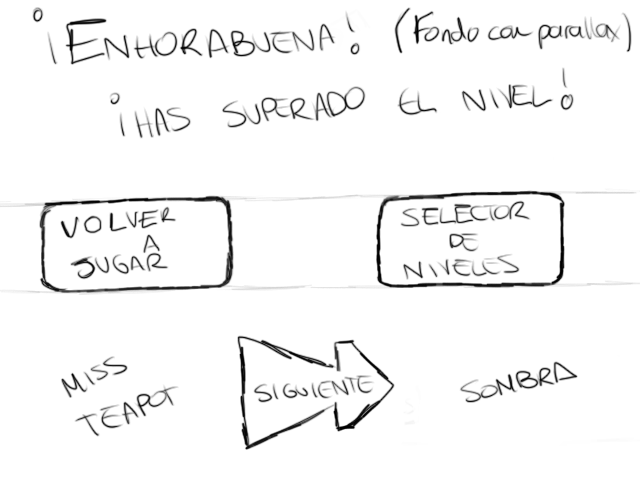 ¡ENHORABUENA! (Fondo con parallax)
¡HAS SUPERADO EL NIVEL!
VOLVER
A
JUGAR
SELECTOR
DE
NIVELES
MISS
TEAPOT
SIGUIENTE
SOMBRA